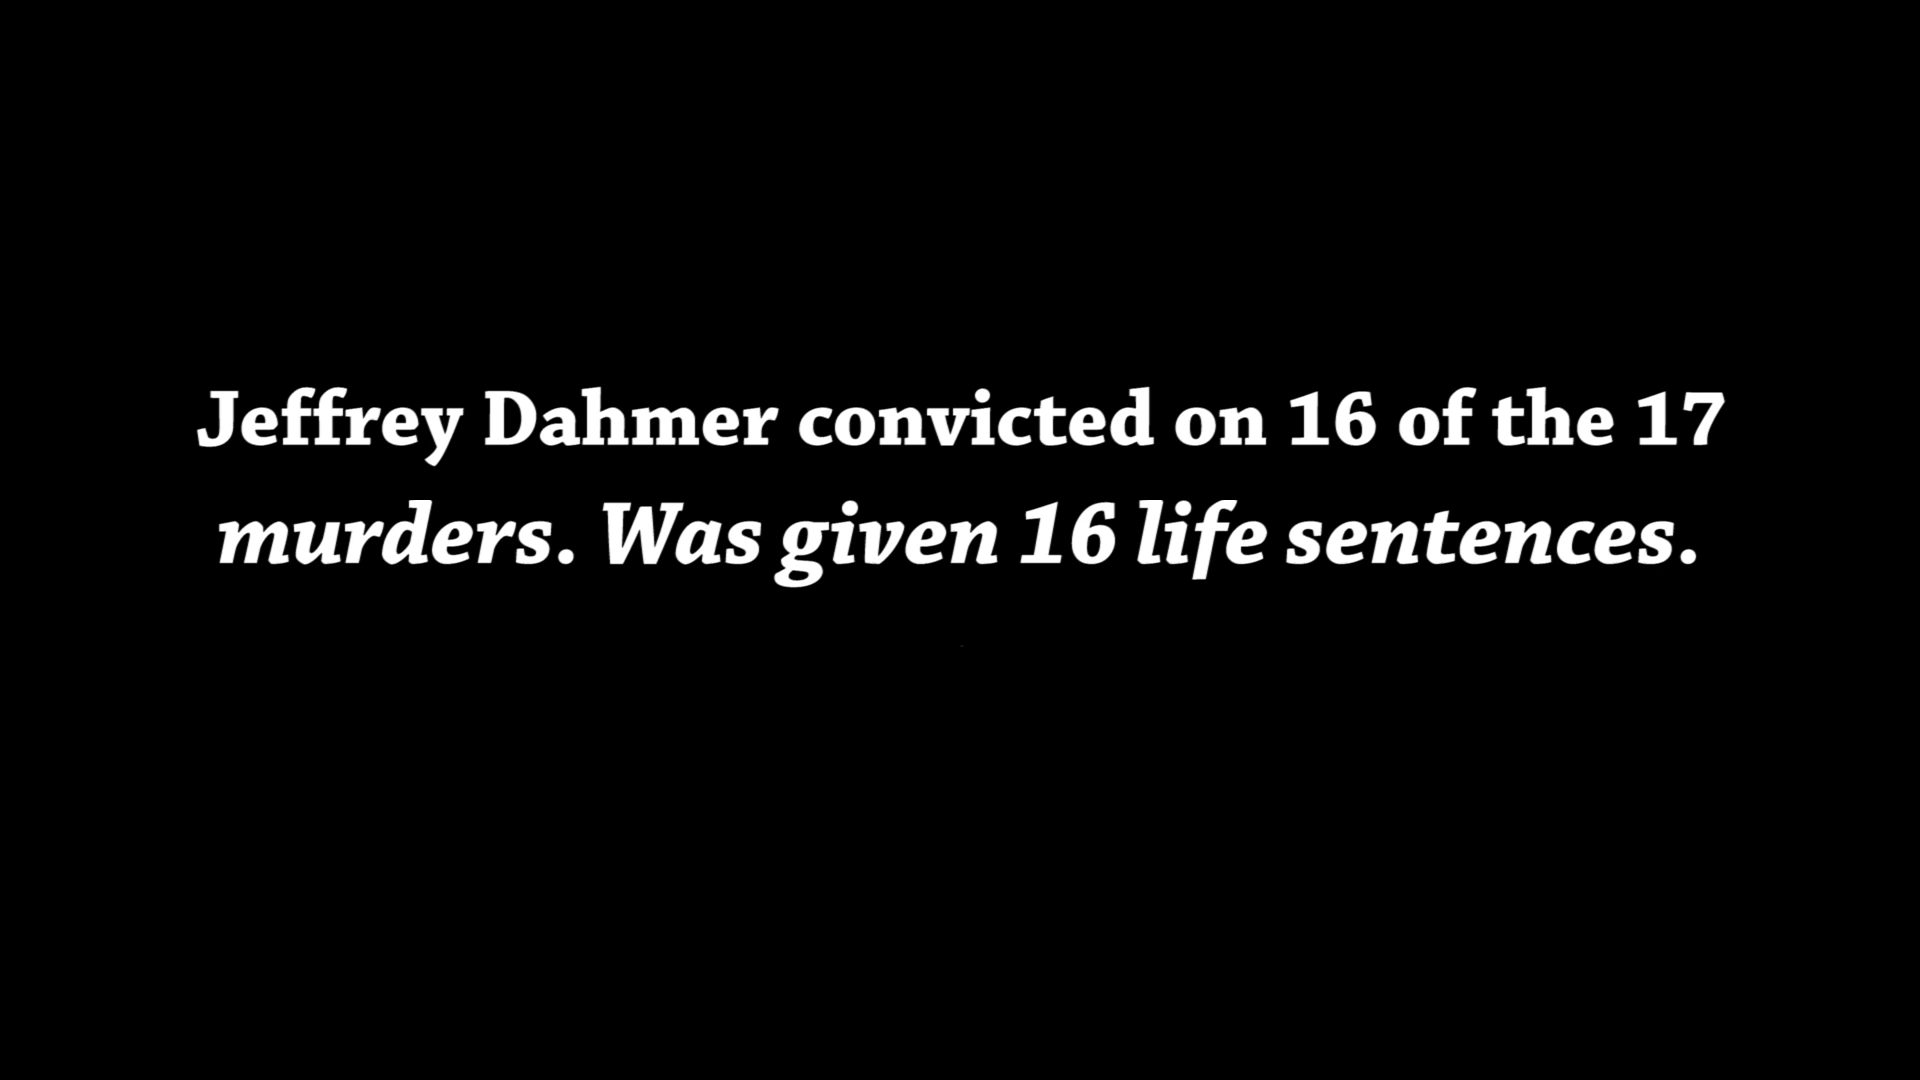 Jeffrey Dahmer convicted on 16 of the 17
murders. Was given 16 life sentences.